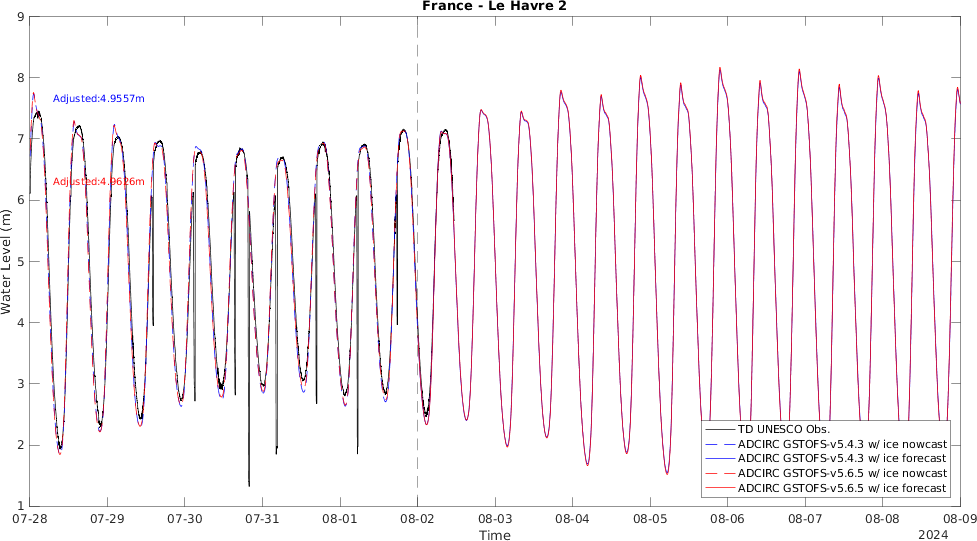 France - Le Havre 2
9
8
7
6
5
4
3
2
1
Water Level (m)
Adjusted:4.9557m
Adjusted:4.9626m
TD UNESCO Obs.
ADCIRC GSTOFS-v5.4.3 w/ ice nowcast
ADCIRC GSTOFS-v5.4.3 w/ ice forecast
ADCIRC GSTOFS-v5.6.5 w/ ice nowcast
ADCIRC GSTOFS-v5.6.5 w/ ice forecast
07-28 07-29 07-30 07-31 08-01 08-02 08-03 08-04 08-05 08-06 08-07 08-08 08-09
Time
2024